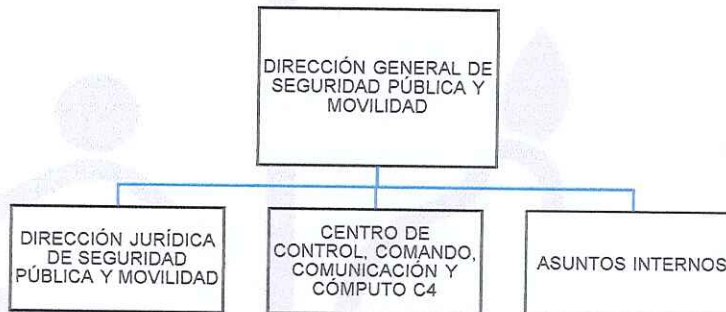 DIRECCIÓN GENERAL DE
SEGURIDAD PÚBLICA Y
MOVILIDAD
DIRECCIÓN JURÍDICA
DE SEGURIDAD
PÚBLICA Y MOVILIDAD
CENTRO DE
CONTROL, COMANDO,
COMUNICACIÓN Y
CÓMPUTO C4
ASUNTOS INTERNOS